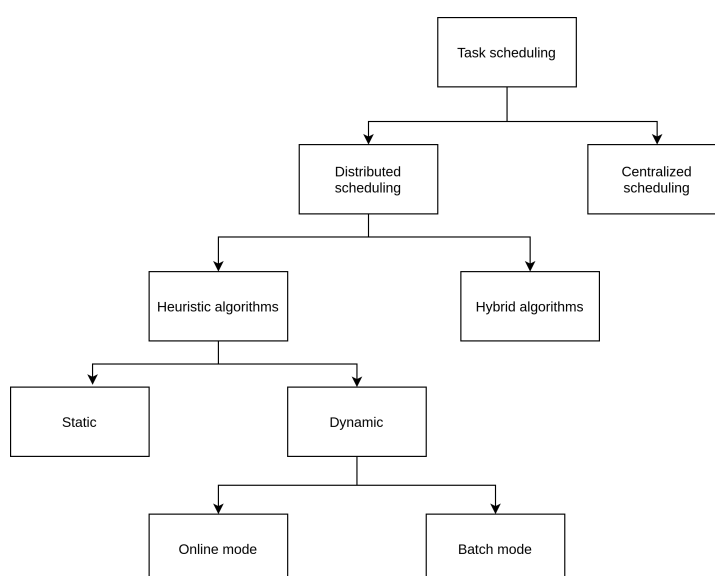 Task scheduling
Distributed
scheduling
Centralized
scheduling
Heuristic algorithms
Hybrid algorithms
Static
Dynamic
Online mode
Batch mode